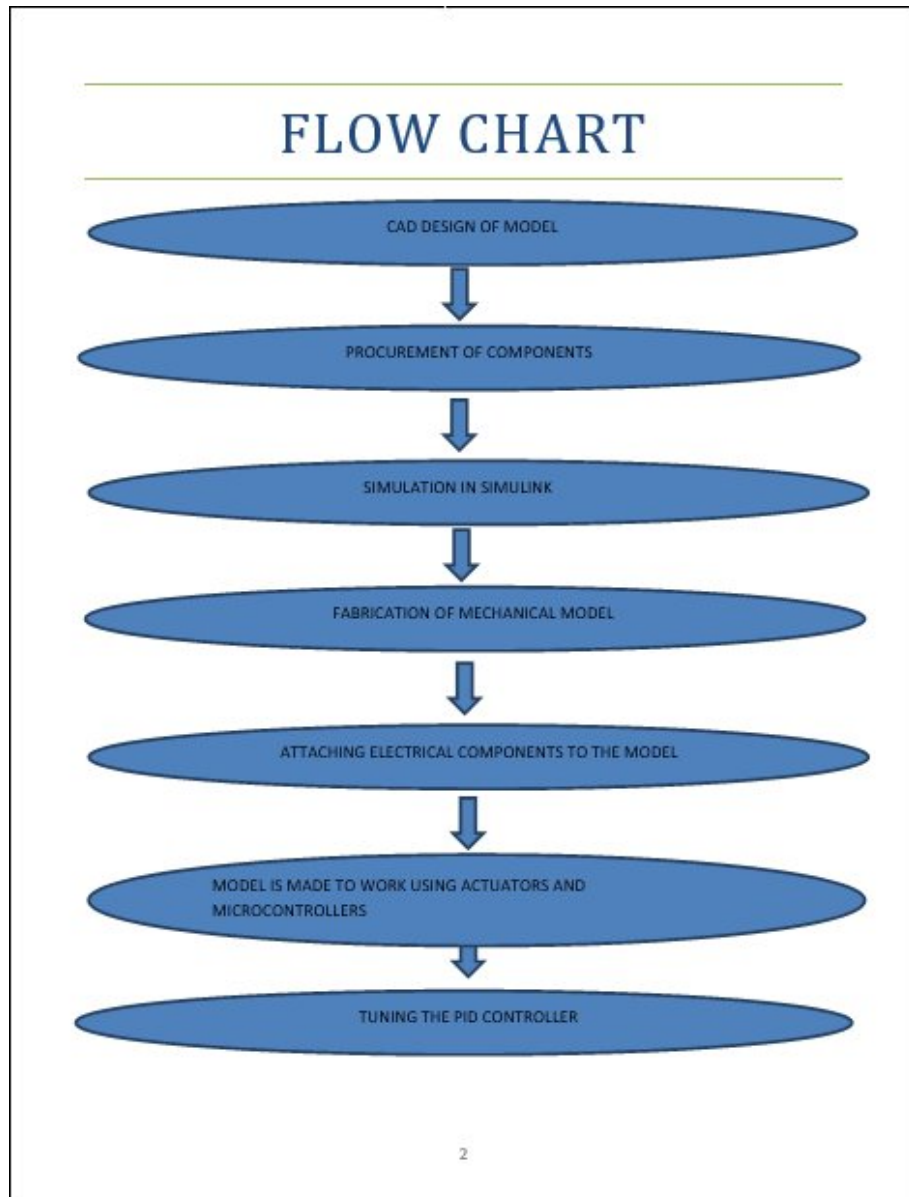 FLOW CHART
CAD DESIGN OF MODEL
PROCUREMENT OF COMPONENTS
SIMULATION IN SIMULINK
FABRICATION OF MECHANICAL MODEL
ATTACHING ELECTRICAL COMPONENTS TO THE MODEL
MODEL IS MADE TO WORK USING ACTUATORS AND
MICROCONTROLLERS
TUNING THE PID CONTROLLER
2